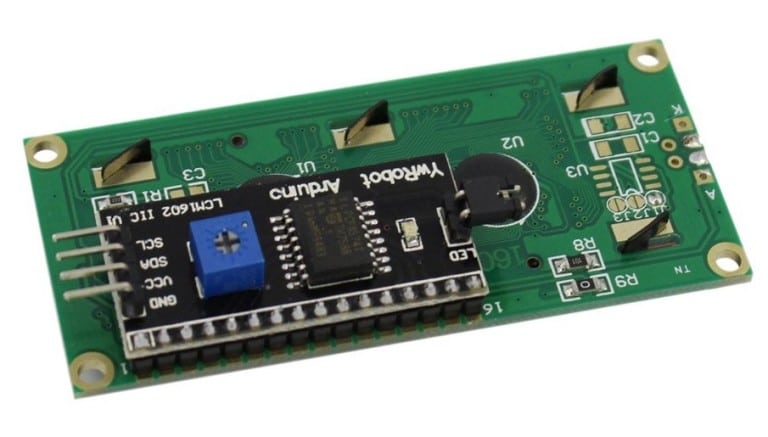 YwRobot
Arduino
LCM1602 IIC V1
SCL
SDA
VCC
GND
LED
1
16
R1
C3
U1
U2
U3
C2
C1
K
A
J3
R8
R9
TN